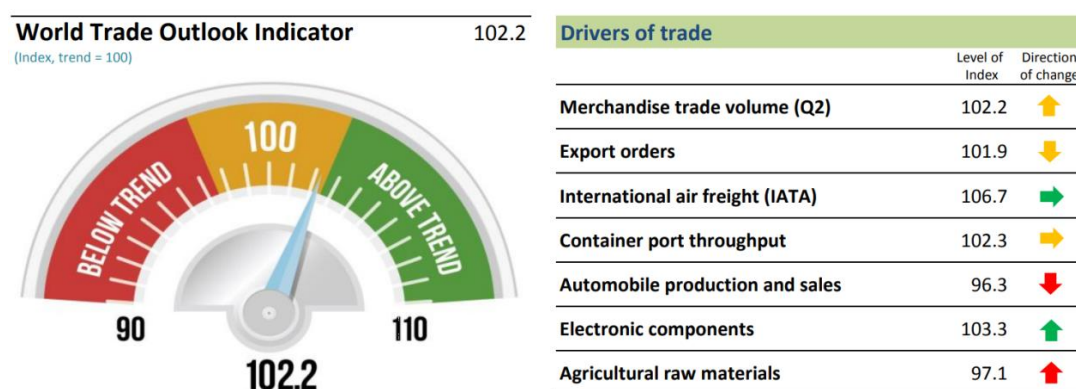 World Trade Outlook Indicator 102.2
(Index, trend = 100)
BELOW TREND
100
ABOVE TREND
90
110
102.2
Drivers of trade
Level of Direction
Index of change
Merchandise trade volume (Q2) 102.2
Export orders 101.9
International air freight (IATA) 106.7
Container port throughput 102.3
Automobile production and sales 96.3
Electronic components 103.3
Agricultural raw materials 97.1